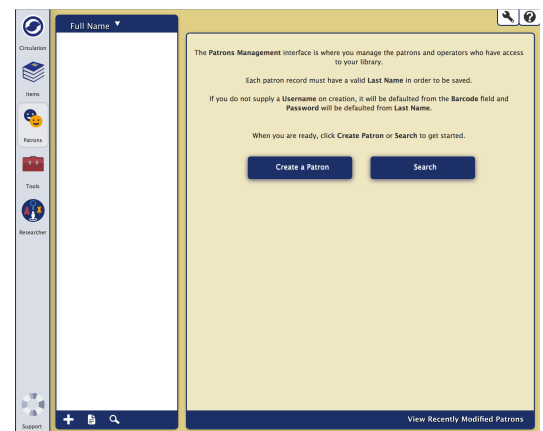 Circulation
Items
Patrons
Tools
Researcher
Support
Full Name
The Patrons Management interface is where you manage the patrons and operators who have access
to your library.
Each patron record must have a valid Last Name in order to be saved.
If you do not supply a Username on creation, it will be defaulted from the Barcode field and
Password will be defaulted from Last Name.
When you are ready, click Create Patron or Search to get started.
Create a Patron
Search
View Recently Modified Patrons